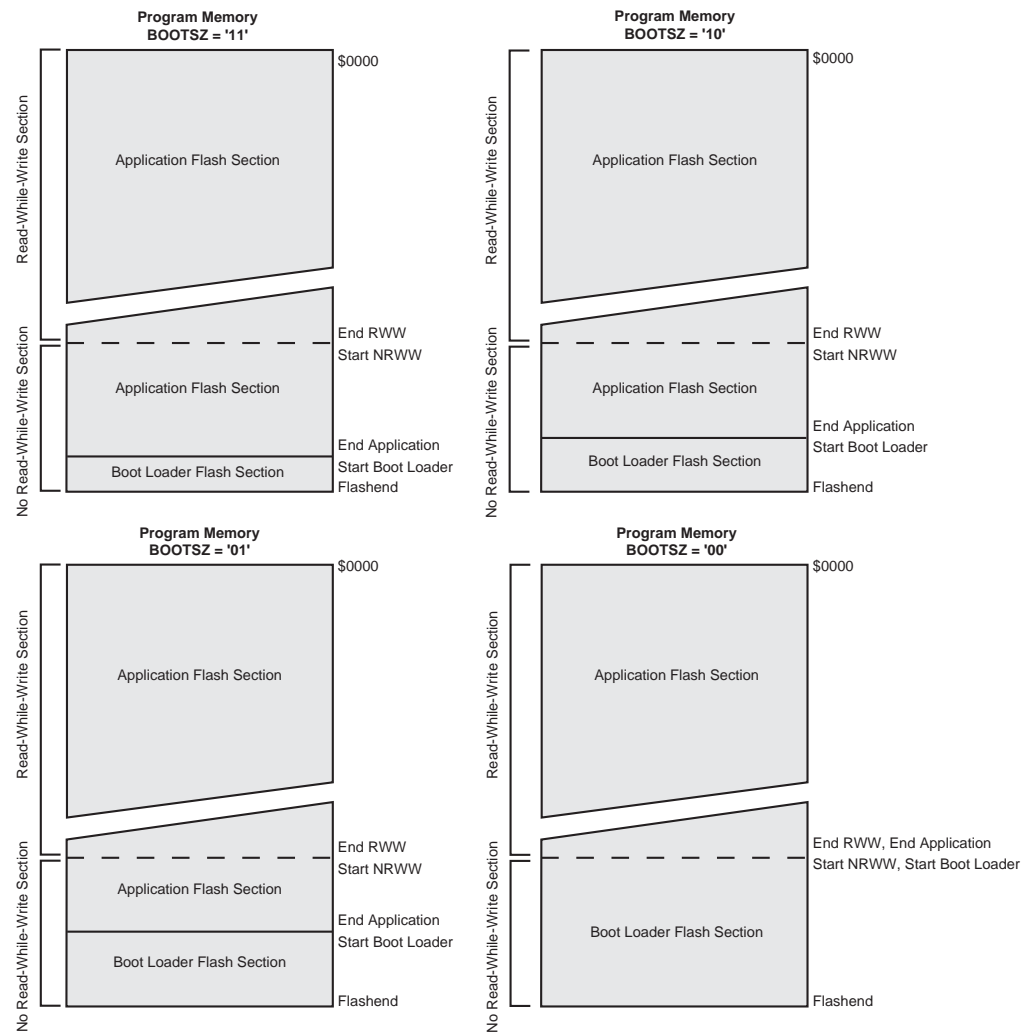 Program Memory
BOOTSZ = '11'
$0000
Read-While-Write Section
Application Flash Section
End RWW
Start NRWW
No Read-While-Write Section
Application Flash Section
End Application
Start Boot Loader
Boot Loader Flash Section
Flashend
Program Memory
BOOTSZ = '10'
$0000
Read-While-Write Section
Application Flash Section
End RWW
Start NRWW
No Read-While-Write Section
Application Flash Section
End Application
Start Boot Loader
Boot Loader Flash Section
Flashend
Program Memory
BOOTSZ = '01'
$0000
Read-While-Write Section
Application Flash Section
End RWW
Start NRWW
No Read-While-Write Section
Application Flash Section
End Application
Start Boot Loader
Boot Loader Flash Section
Flashend
Program Memory
BOOTSZ = '00'
$0000
Read-While-Write Section
Application Flash Section
End RWW, End Application
Start NRWW, Start Boot Loader
No Read-While-Write Section
Boot Loader Flash Section
Flashend